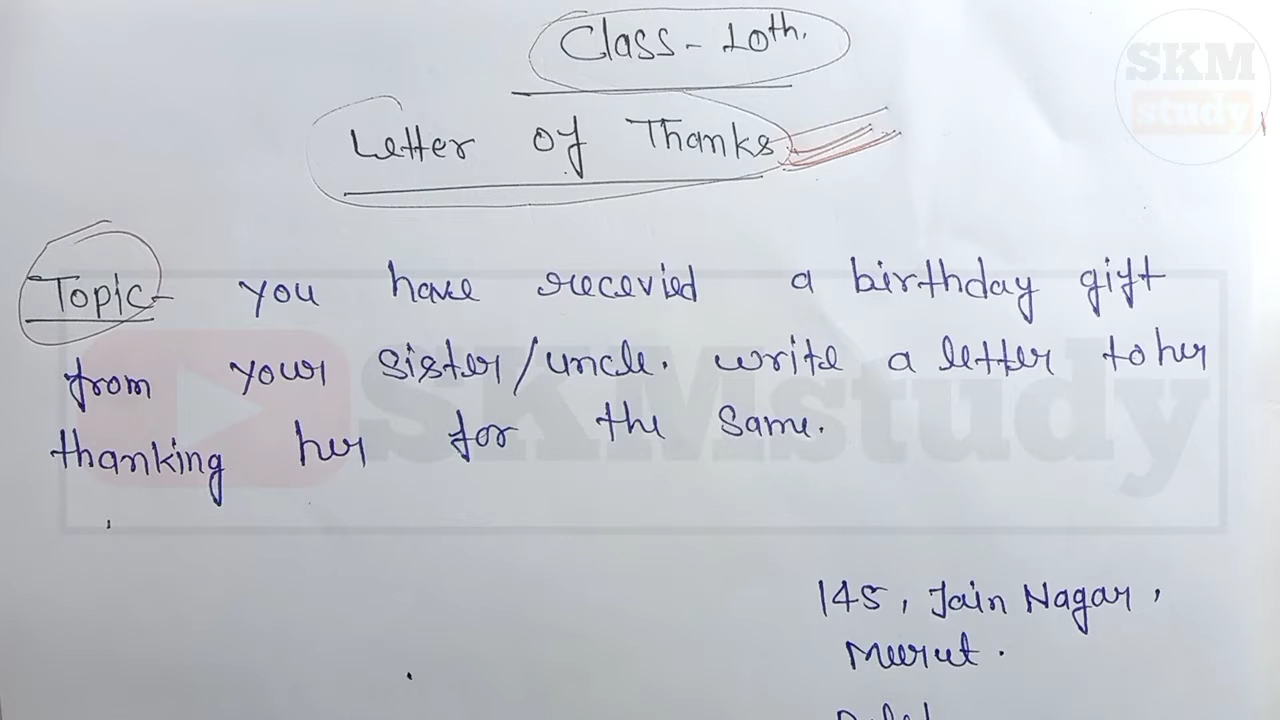 Class - 10th.
SKM
study
Letter of Thanks
Topic - You have recevied a birthday gift
from your sister/uncle. write a letter to her
thanking her for the same.
SKMstudy
145, Jain Nagar,
Meerut.